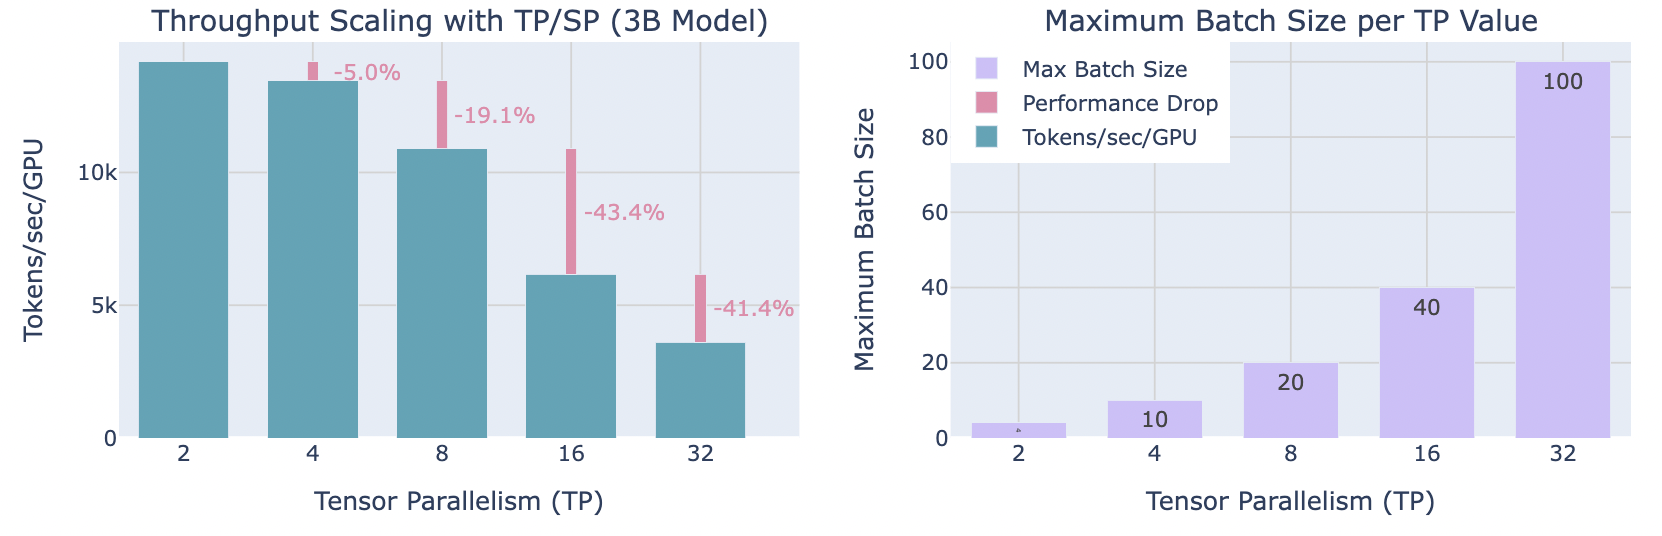 Throughput Scaling with TP/SP (3B Model)
Tokens/sec/GPU
10k
5k
0
-5.0%
-19.1%
-43.4%
-41.4%
2 4 8 16 32
Tensor Parallelism (TP)
Maximum Batch Size per TP Value
Maximum Batch Size
100
80
60
40
20
0
Max Batch Size
Performance Drop
Tokens/sec/GPU
4
10
20
40
100
2 4 8 16 32
Tensor Parallelism (TP)